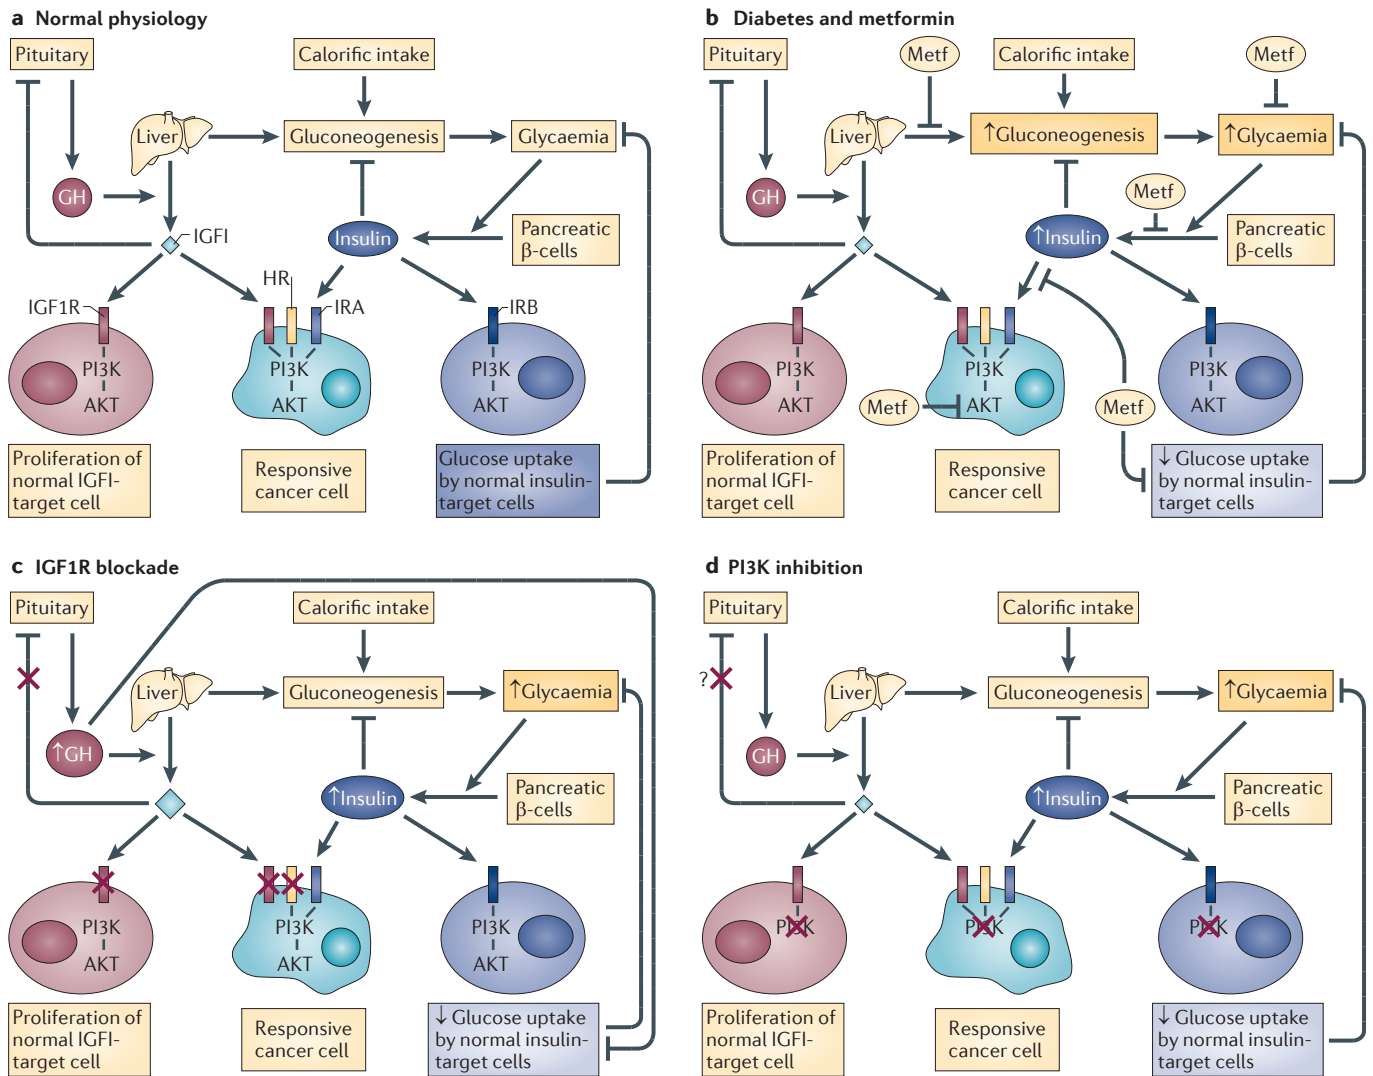 a Normal physiology
Pituitary
Calorific intake
Liver
Gluconeogenesis
Glycaemia
GH
IGFI
Insulin
Pancreatic
β-cells
HR
IGF1R
IRA
IRB
PI3K
AKT
PI3K
AKT
PI3K
AKT
Proliferation of
normal IGFI-
target cell
Responsive
cancer cell
Glucose uptake
by normal insulin-
target cells
b Diabetes and metformin
Pituitary
Metf
Calorific intake
Metf
Liver
↑Gluconeogenesis
↑Glycaemia
GH
Metf
↑Insulin
Pancreatic
β-cells
PI3K
AKT
PI3K
AKT
PI3K
AKT
Metf
Metf
Proliferation of
normal IGFI-
target cell
Responsive
cancer cell
↓ Glucose uptake
by normal insulin-
target cells
c IGF1R blockade
Pituitary
Calorific intake
Liver
Gluconeogenesis
↑Glycaemia
↑GH
↑Insulin
Pancreatic
β-cells
PI3K
AKT
PI3K
AKT
PI3K
AKT
Proliferation of
normal IGFI-
target cell
Responsive
cancer cell
↓ Glucose uptake
by normal insulin-
target cells
d PI3K inhibition
Pituitary
Calorific intake
?
Liver
Gluconeogenesis
↑Glycaemia
GH
↑Insulin
Pancreatic
β-cells
PI3K
PI3K
PI3K
Proliferation of
normal IGFI-
target cell
Responsive
cancer cell
↓ Glucose uptake
by normal insulin-
target cells